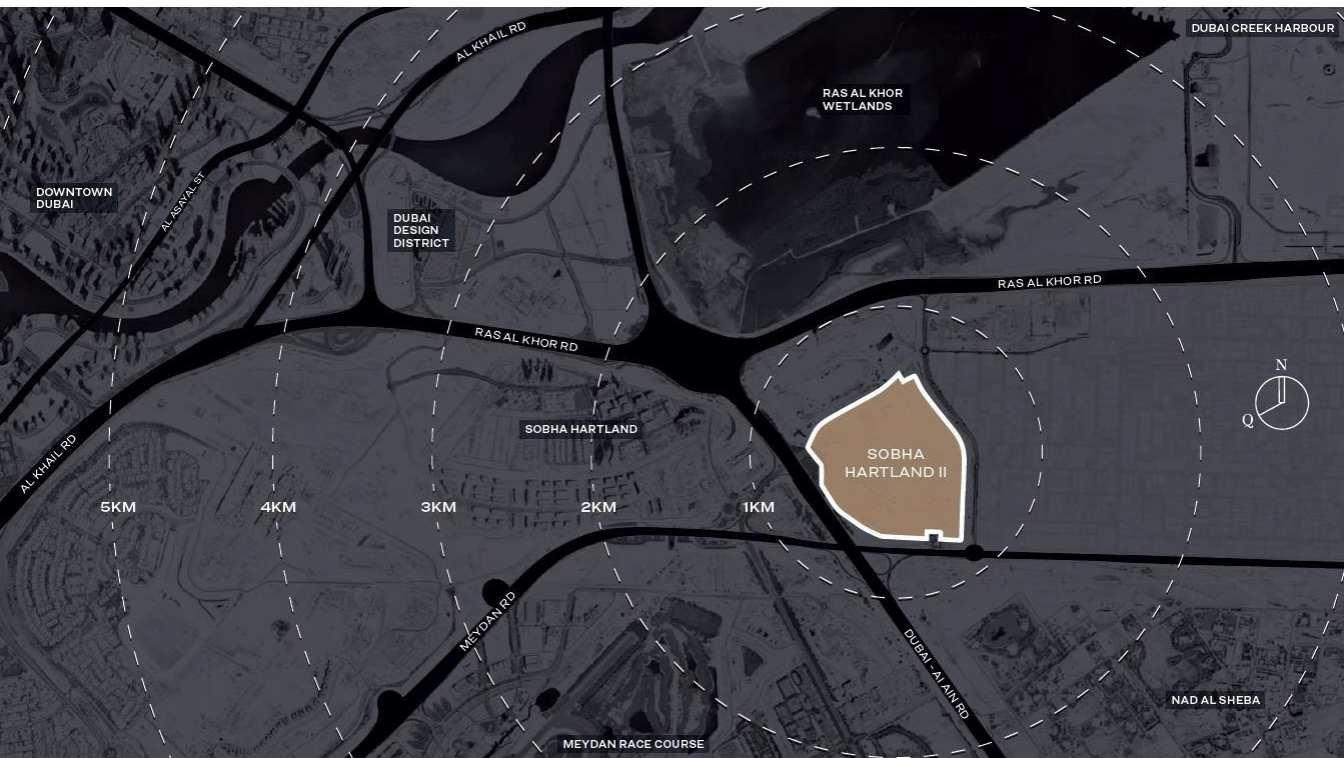 DUBAI CREEK HARBOUR
AL KHAIL RD
RAS AL KHOR
WETLANDS
DOWNTOWN
DUBAI
AL ASAYAL ST
DUBAI
DESIGN
DISTRICT
RAS AL KHOR RD
RAS AL KHOR RD
N
Q
SOBHA HARTLAND
SOBHA
HARTLAND II
AL KHAIL RD
5KM
4KM
3KM
2KM
1KM
MEYDAN RD
DUBAI - AL AIN RD
NAD AL SHEBA
MEYDAN RACE COURSE